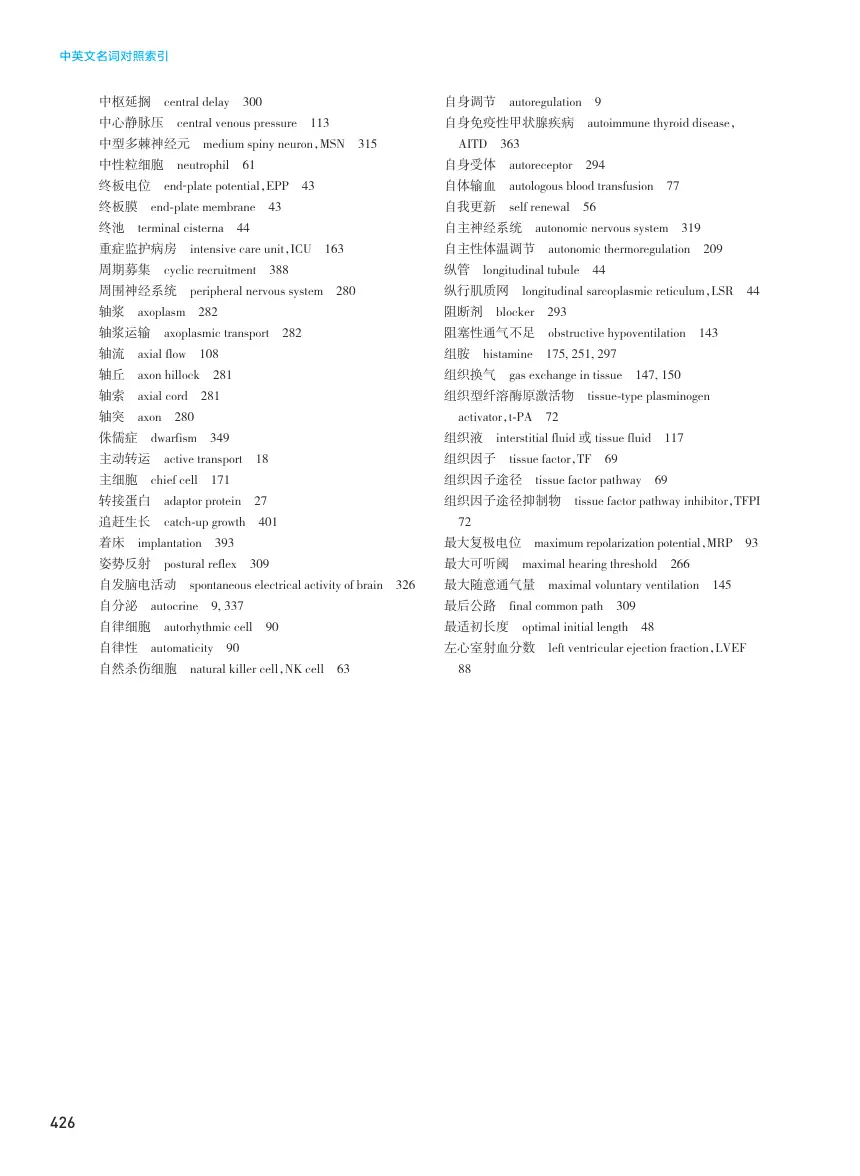 中英文名词对照索引
中枢延搁 central delay 300
中心静脉压 central venous pressure 113
中型多棘神经元 medium spiny neuron, MSN 315
中性粒细胞 neutrophil 61
终板电位 end-plate potential, EPP 43
终板膜 end-plate membrane 43
终池 terminal cisterna 44
重症监护病房 intensive care unit, ICU 163
周期募集 cyclic recruitment 388
周围神经系统 peripheral nervous system 280
轴浆 axoplasm 282
轴浆运输 axoplasmic transport 282
轴流 axial flow 108
轴丘 axon hillock 281
轴索 axial cord 281
轴突 axon 280
侏儒症 dwarfism 349
主动转运 active transport 18
主细胞 chief cell 171
转接蛋白 adaptor protein 27
追赶生长 catch-up growth 401
着床 implantation 393
姿势反射 postural reflex 309
自发脑电活动 spontaneous electrical activity of brain 326
自分泌 autocrine 9, 337
自律细胞 autorhythmic cell 90
自律性 automaticity 90
自然杀伤细胞 natural killer cell, NK cell 63
自身调节 autoregulation 9
自身免疫性甲状腺疾病 autoimmune thyroid disease,
AITD 363
自身受体 autoreceptor 294
自体输血 autologous blood transfusion 77
自我更新 self renewal 56
自主神经系统 autonomic nervous system 319
自主性体温调节 autonomic thermoregulation 209
纵管 longitudinal tubule 44
纵行肌质网 longitudinal sarcoplasmic reticulum, LSR 44
阻断剂 blocker 293
阻塞性通气不足 obstructive hypoventilation 143
组胺 histamine 175, 251, 297
组织换气 gas exchange in tissue 147, 150
组织型纤溶酶原激活物 tissue-type plasminogen
activator, t-PA 72
组织液 interstitial fluid 或 tissue fluid 117
组织因子 tissue factor, TF 69
组织因子途径 tissue factor pathway 69
组织因子途径抑制物 tissue factor pathway inhibitor, TFPI
72
最大复极电位 maximum repolarization potential, MRP 93
最大可听阈 maximal hearing threshold 266
最大随意通气量 maximal voluntary ventilation 145
最后公路 final common path 309
最适初长度 optimal initial length 48
左心室射血分数 left ventricular ejection fraction, LVEF
88
426